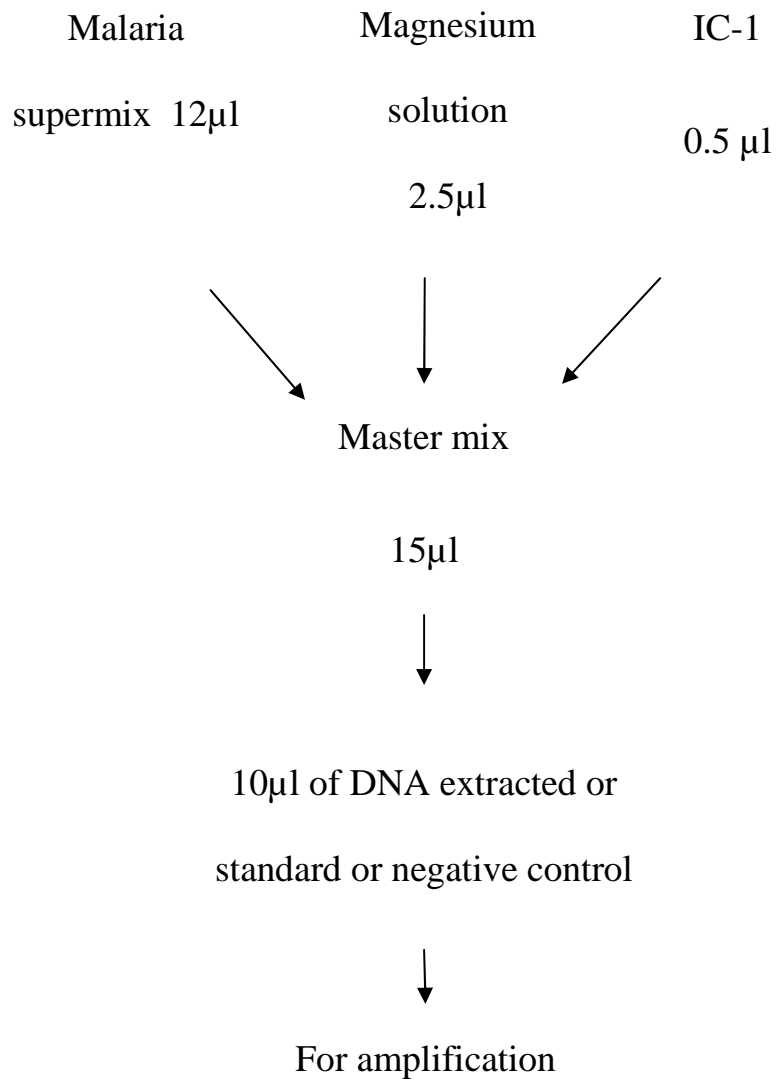 Malaria
supermix 12µl
Magnesium
solution
2.5µl
IC-1
0.5 µl
Master mix
15µl
10µl of DNA extracted or
standard or negative control
For amplification